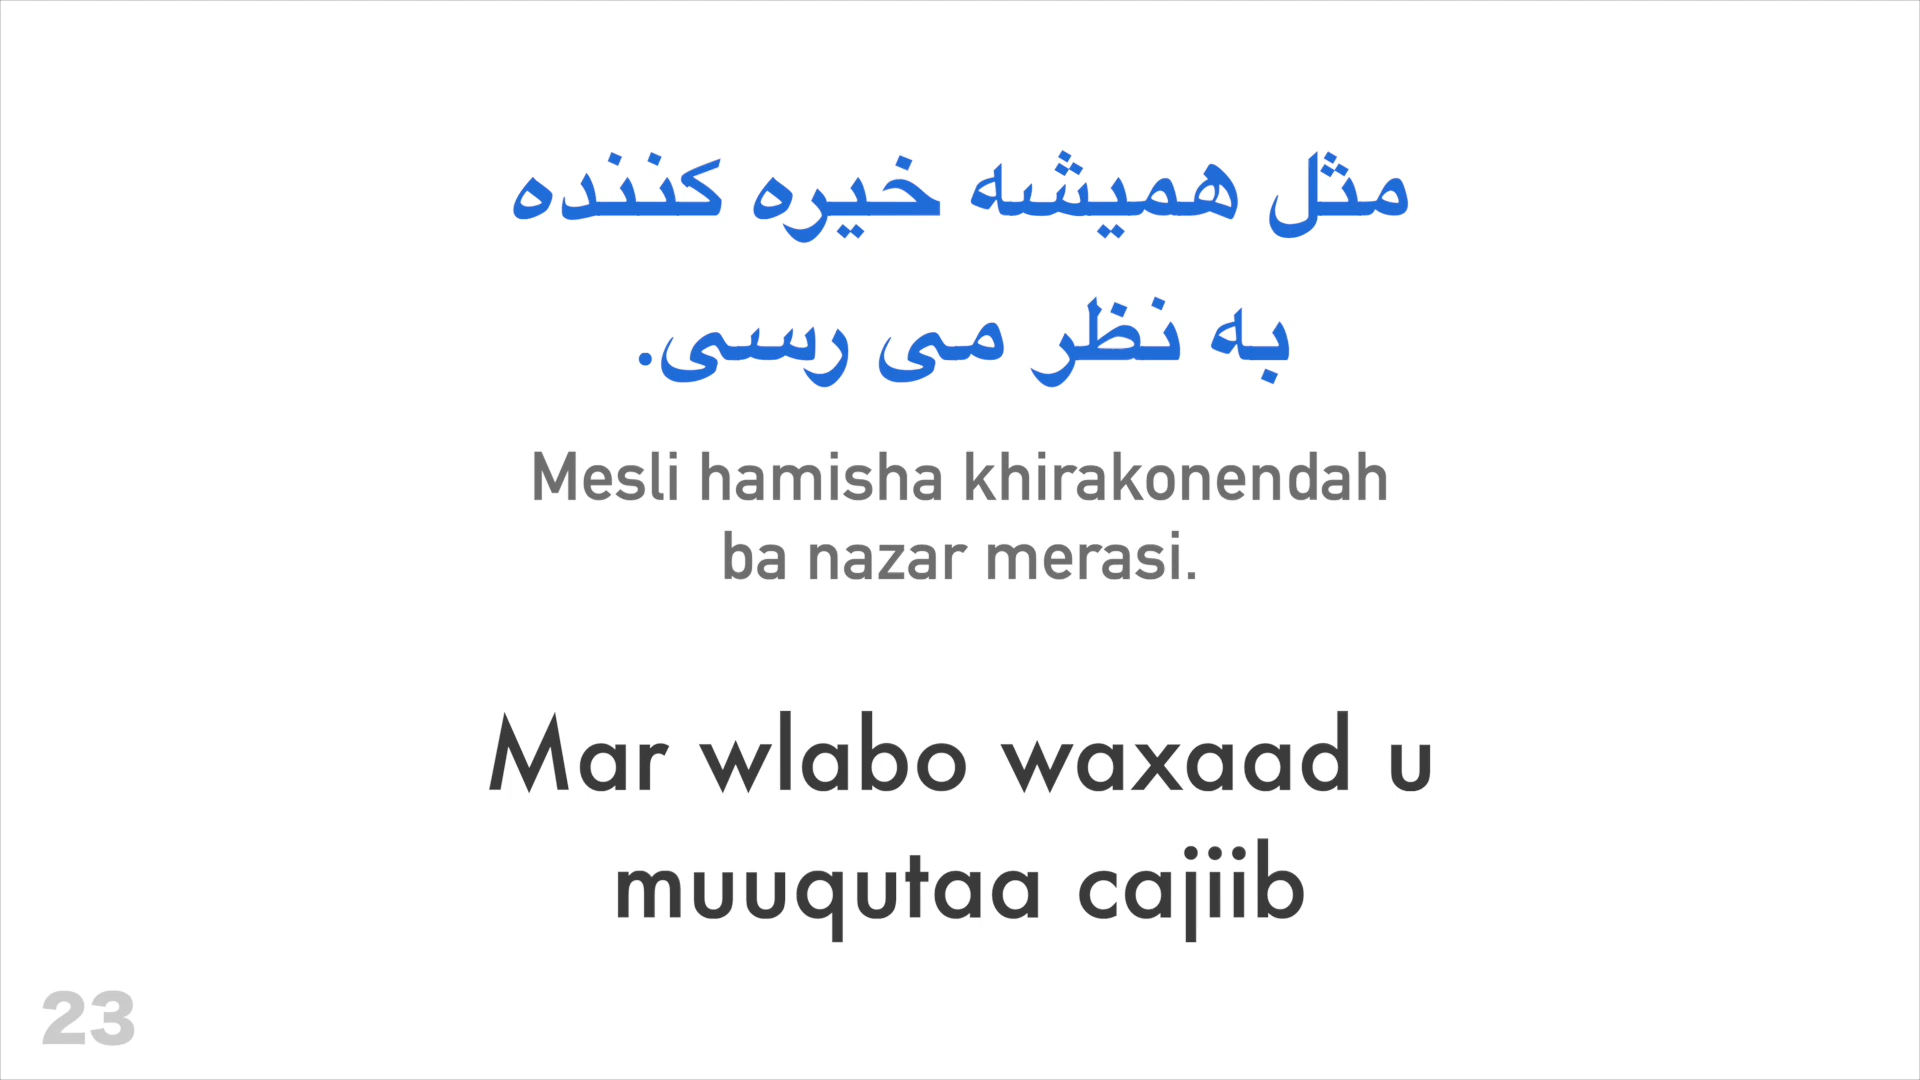 مثل همیشه خیره کننده
به نظر می رسی.
Mesli hamisha khirakonendah
ba nazar merasi.
Mar wlabo waxaad u
muuqutaa cajiib
23